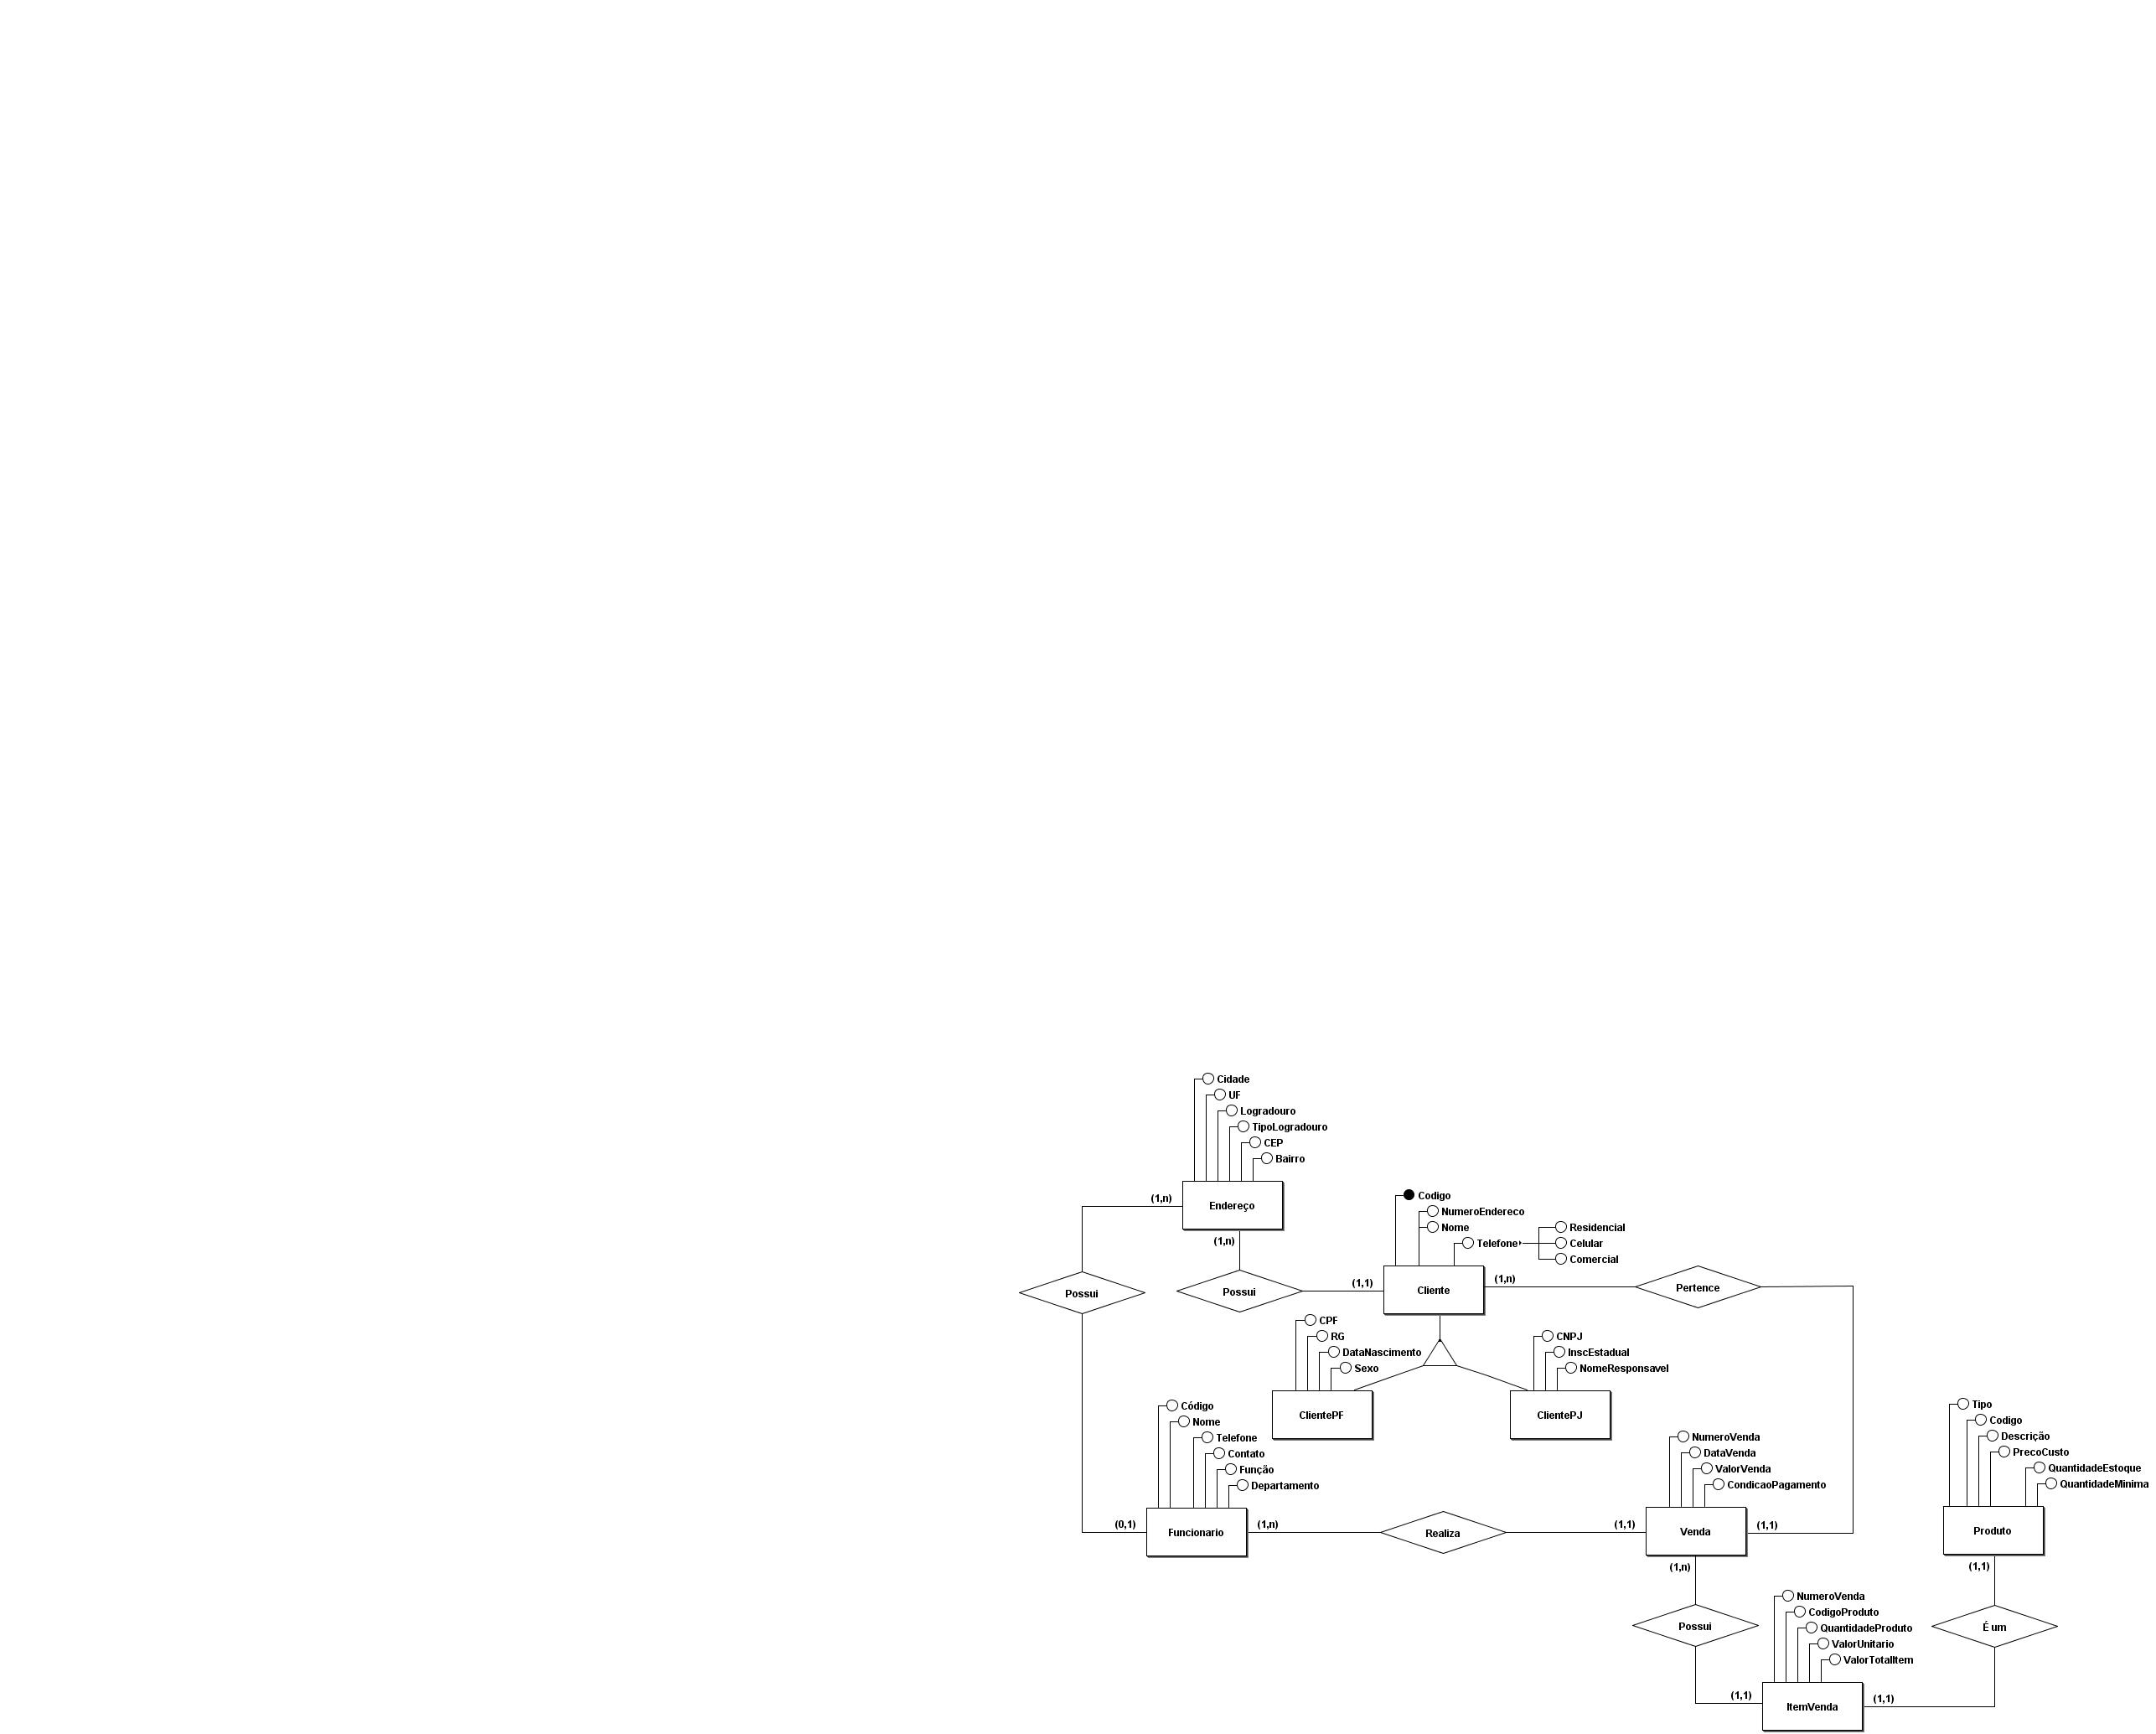 Cidade
UF
Logradouro
TipoLogradouro
CEP
Bairro
(1,n)
Endereço
(1,n)
Possui
Possui
(1,1)
Codigo
NumeroEndereco
Nome
Telefone
Residencial
Celular
Comercial
Cliente
(1,n)
Pertence
CPF
RG
DataNascimento
Sexo
ClientePF
CNPJ
InscEstadual
NomeResponsavel
ClientePJ
Código
Nome
Telefone
Contato
Função
Departamento
(0,1)
Funcionario
(1,n)
Realiza
(1,1)
NumeroVenda
DataVenda
ValorVenda
CondicaoPagamento
Venda
(1,1)
(1,n)
Possui
(1,1)
Tipo
Codigo
Descrição
PrecoCusto
QuantidadeEstoque
QuantidadeMinima
Produto
(1,1)
É um
NumeroVenda
CodigoProduto
QuantidadeProduto
ValorUnitario
ValorTotalItem
ItemVenda
(1,1)